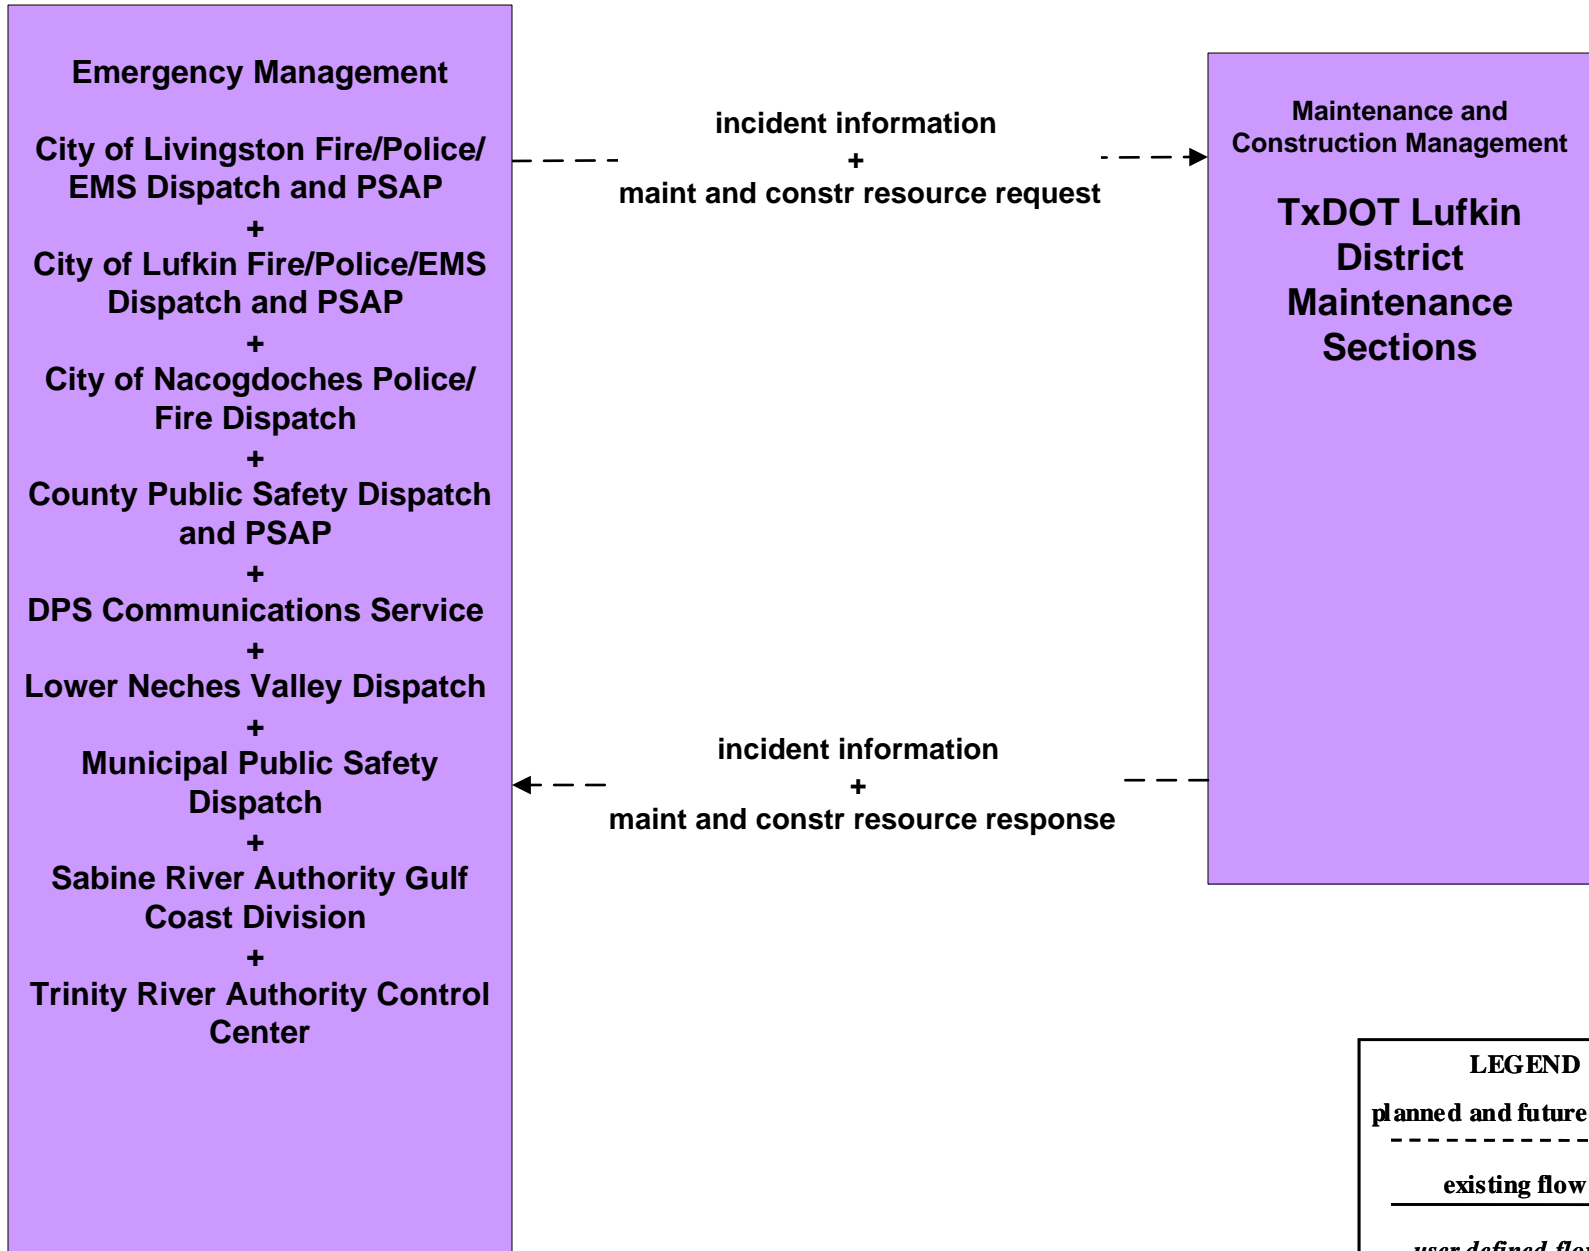 Emergency Management
City of Livingston Fire/Police/
EMS Dispatch and PSAP
+
City of Lufkin Fire/Police/EMS
Dispatch and PSAP
+
City of Nacogdoches Police/
Fire Dispatch
+
County Public Safety Dispatch
and PSAP
+
DPS Communications Service
+
Lower Neches Valley Dispatch
+
Municipal Public Safety
Dispatch
+
Sabine River Authority Gulf
Coast Division
+
Trinity River Authority Control
Center
incident information
+
maint and constr resource request
incident information
+
maint and constr resource response
Maintenance and
Construction Management
TxDOT Lufkin
District
Maintenance
Sections
LEGEND
planned and future
existing flow
user defined